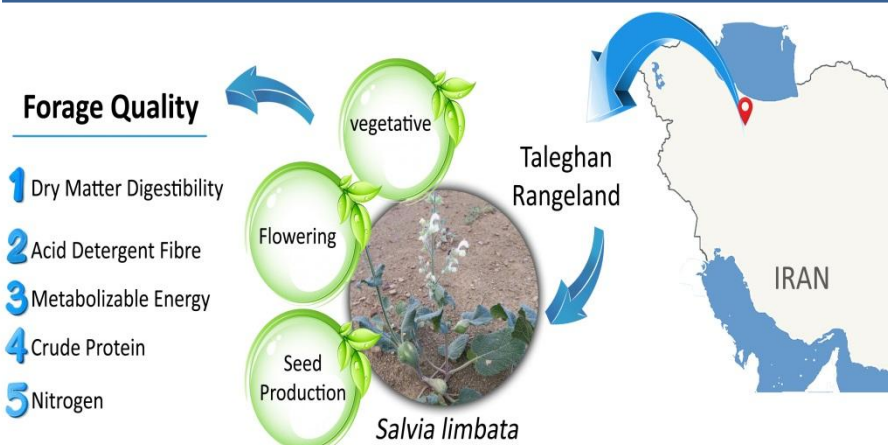 Forage Quality
1 Dry Matter Digestibility
2 Acid Detergent Fibre
3 Metabolizable Energy
4 Crude Protein
5 Nitrogen
vegetative
Flowering
Seed
Production
Salvia limbata
Taleghan
Rangeland
IRAN